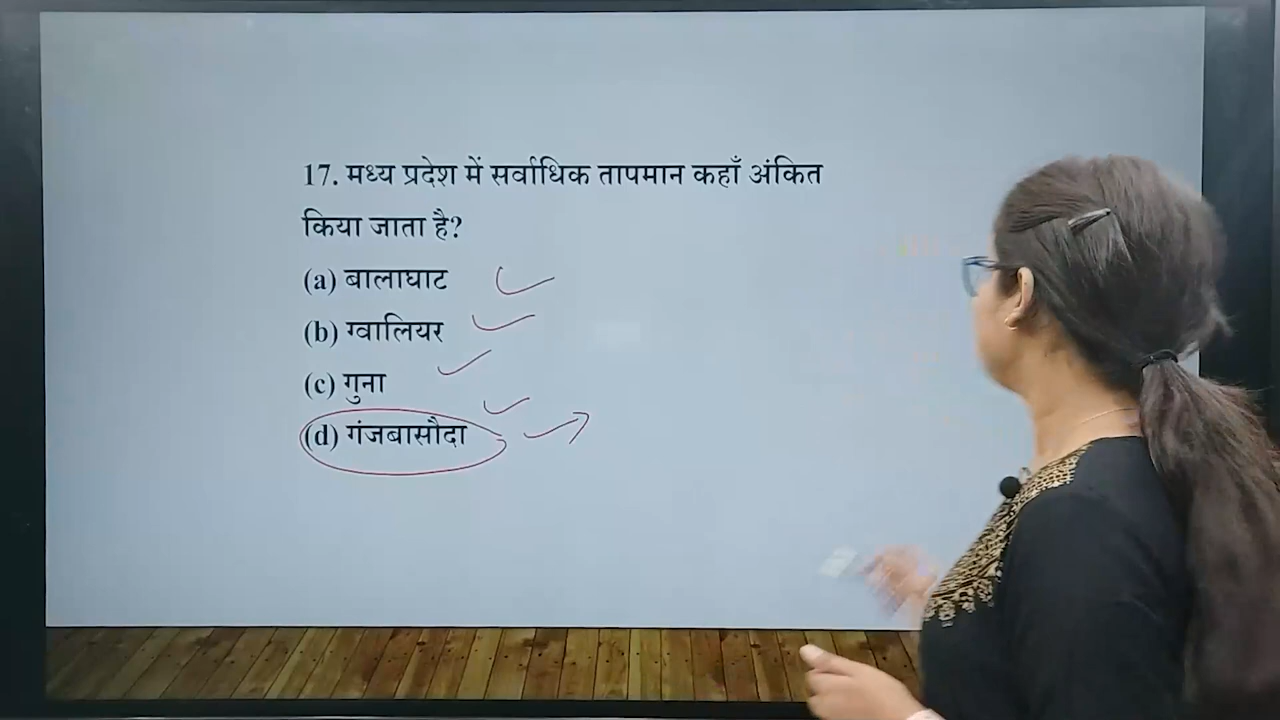 17. मध्य प्रदेश में सर्वाधिक तापमान कहाँ अंकित
किया जाता है?
(a) बालाघाट
(b) ग्वालियर
(c) गुना
(d) गंजबासौदा